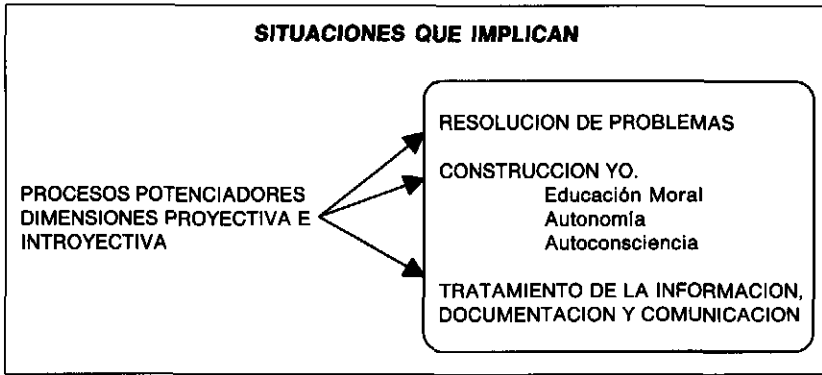 SITUACIONES QUE IMPLICAN
PROCESOS POTENCIADORES
DIMENSIONES PROYECTIVA E
INTROYECTIVA
RESOLUCION DE PROBLEMAS
CONSTRUCCION YO.
Educación Moral
Autonomía
Autoconsciencia
TRATAMIENTO DE LA INFORMACION,
DOCUMENTACION Y COMUNICACION